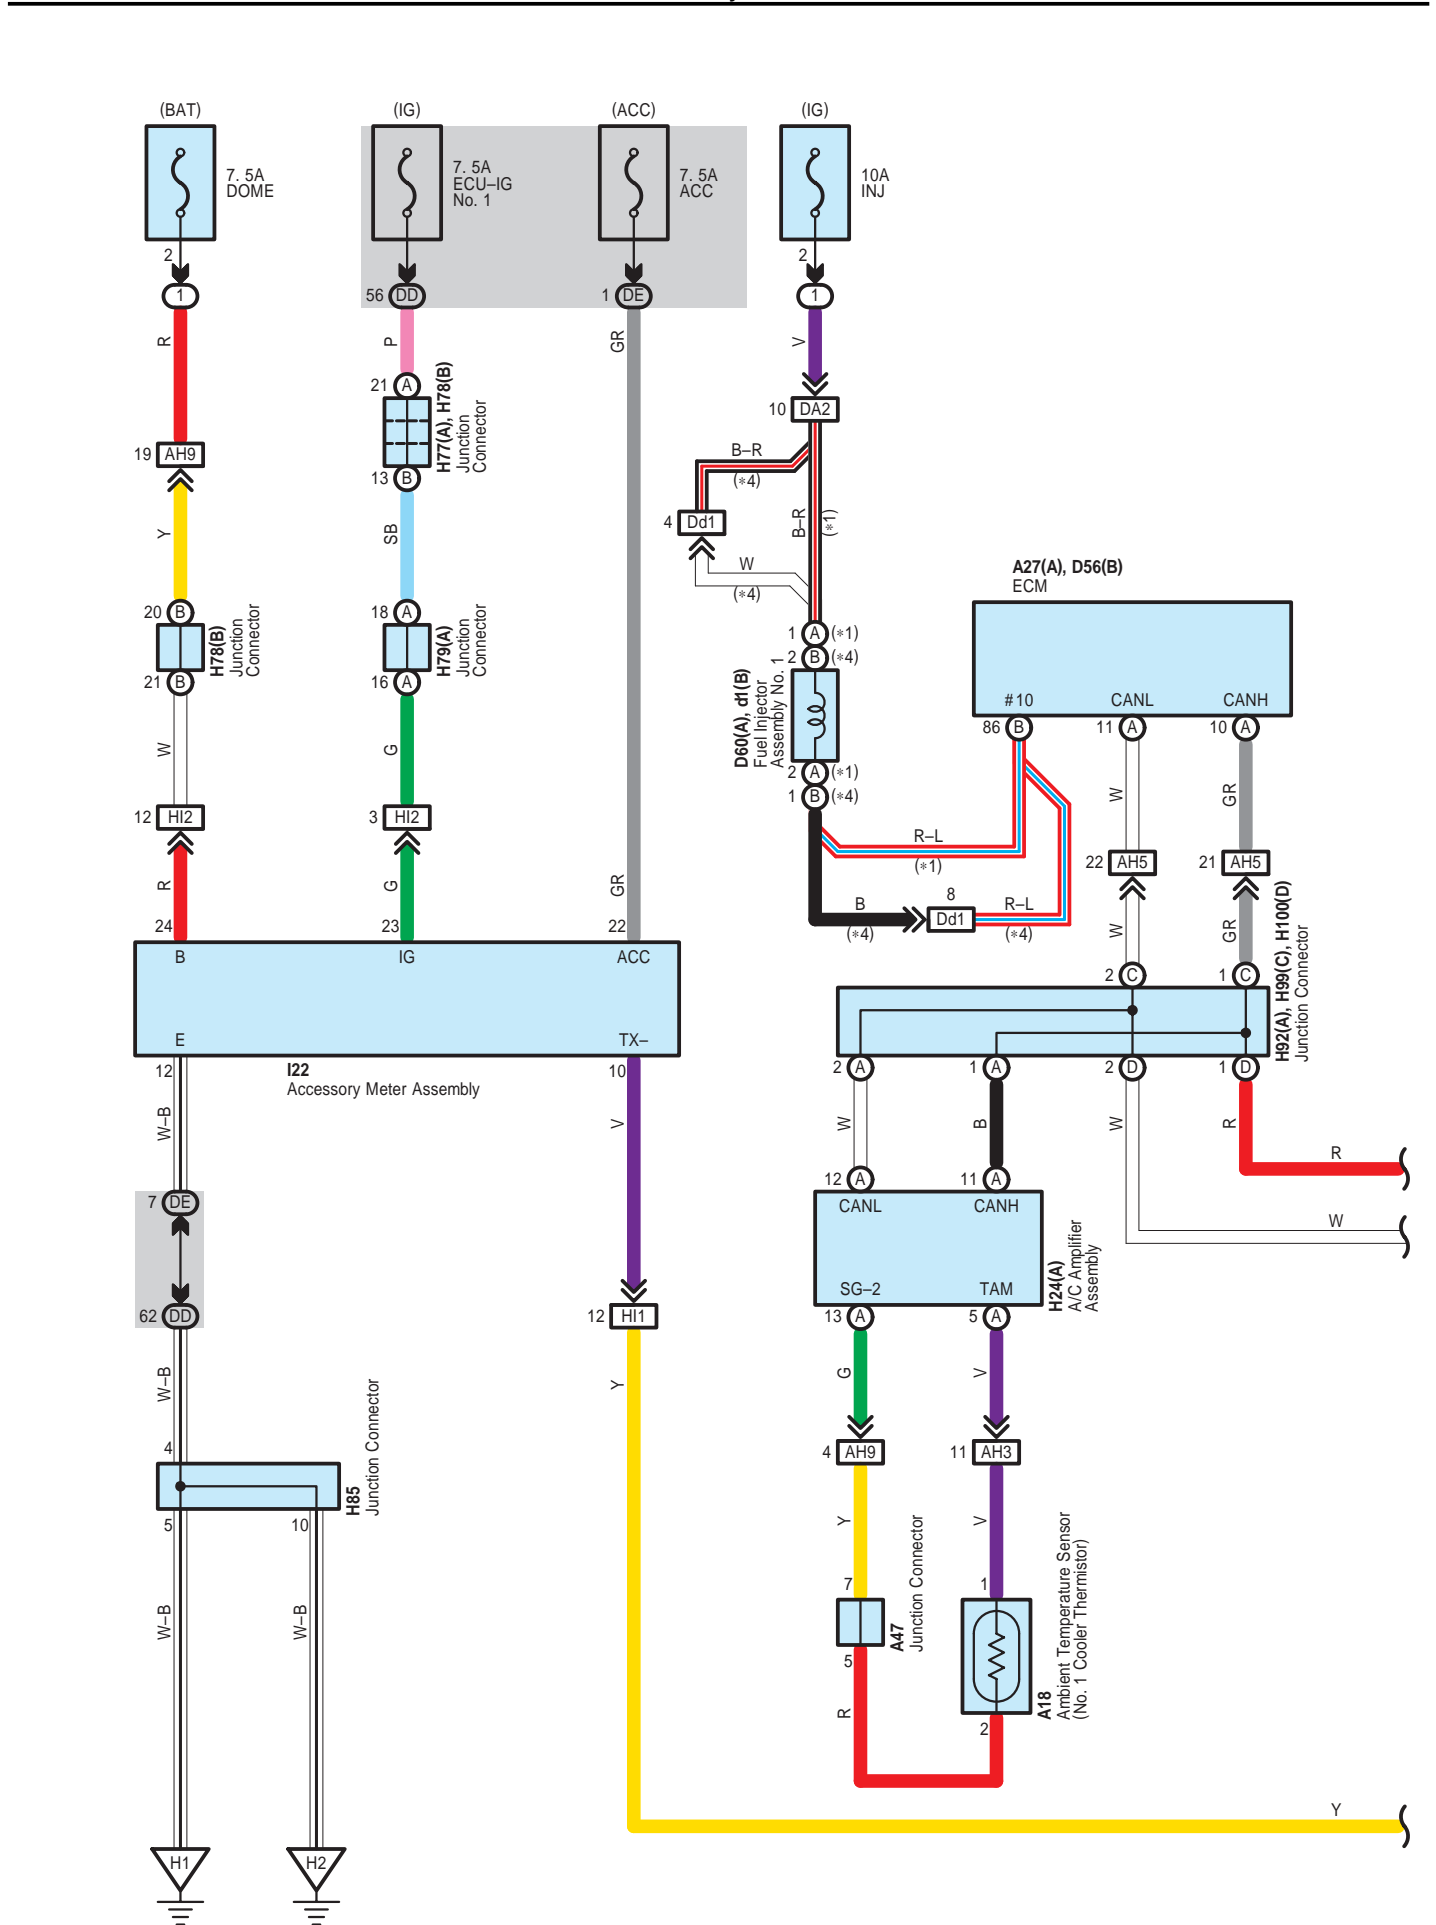 (BAT)
(IG)
(ACC)
(IG)
7. 5A
DOME
7. 5A
ECU–IG
No. 1
7. 5A
ACC
10A
INJ
2
2
1
56 DD
1 DE
1
R
P
GR
V
21 A
H77(A), H78(B)
Junction
Connector
13 B
10 DA2
19 AH9
B–R
(*4)
4 Dd1
B–R
(*1)
Y
SB
W
(*4)
A27(A), D56(B)
ECM
20 B
H78(B)
Junction
Connector
21 B
18 A
H79(A)
Junction
Connector
16 A
1 A (*1)
2 B (*4)
D60(A), d1(B)
Fuel Injector
Assembly No. 1
2 A (*1)
1 B (*4)
#10
CANL
CANH
86 B
11 A
10 A
W
G
W
GR
12 HI2
3 HI2
R–L
(*1)
22 AH5
21 AH5
R
G
GR
B
(*4)
8
Dd1
R–L
(*4)
W
GR
24
23
22
B
IG
ACC
2 C
1 C
H92(A), H99(C), H100(D)
Junction Connector
E
TX–
12
I22
Accessory Meter Assembly
10
2 A
1 A
2 D
1 D
W–B
V
W
B
W
R
R
12 A
11 A
7 DE
CANL
CANH
W
H24(A)
A/C Amplifier
Assembly
SG–2
TAM
62 DD
12 HI1
13 A
5 A
W–B
Y
G
V
4
4 AH9
11 AH3
H85
Junction Connector
5
10
Y
V
A47
Junction Connector
7
1
W–B
W–B
5
A18
Ambient Temperature Sensor
(No. 1 Cooler Thermistor)
R
2
Y
H1
H2